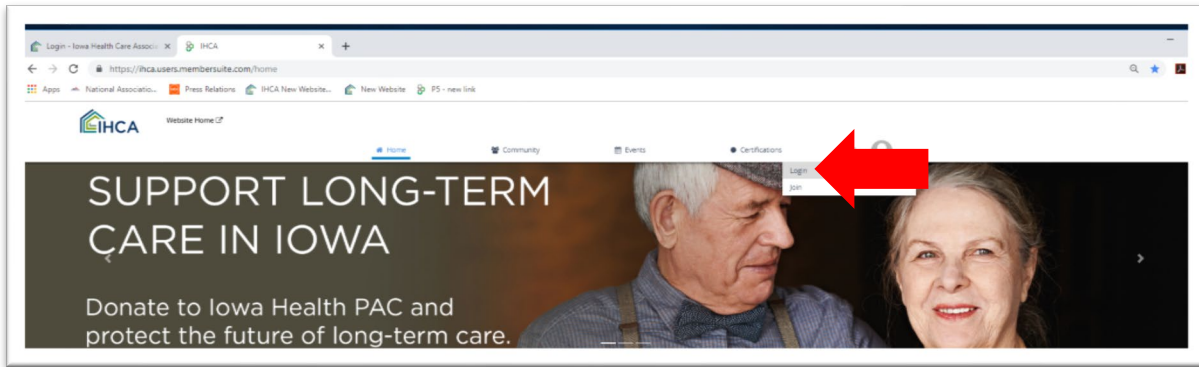 Login - Iowa Health Care Associa
IHCA
https://ihca.users.membersuite.com/home
Apps
National Associatio...
Press Relations
IHCA New Website...
New Website
P5 - new link
IHCA
Website Home
Home
Community
Events
Certifications
Login
Join
SUPPORT LONG-TERM
CARE IN IOWA
Donate to Iowa Health PAC and
protect the future of long-term care.